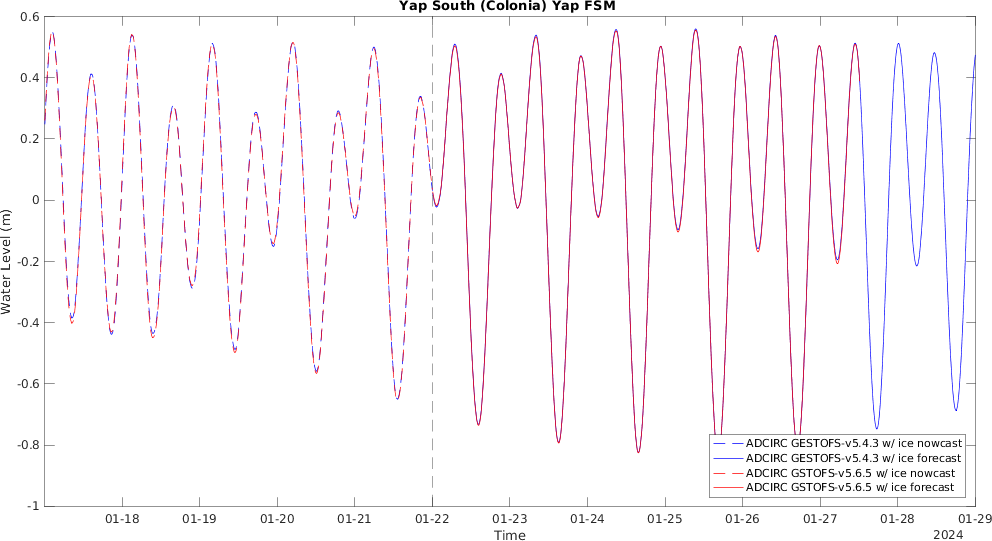 Yap South (Colonia) Yap FSM
0.6
0.4
0.2
0
-0.2
-0.4
-0.6
-0.8
-1
Water Level (m)
ADCIRC GESTOFS-v5.4.3 w/ ice nowcast
ADCIRC GESTOFS-v5.4.3 w/ ice forecast
ADCIRC GSTOFS-v5.6.5 w/ ice nowcast
ADCIRC GSTOFS-v5.6.5 w/ ice forecast
01-18 01-19 01-20 01-21 01-22 01-23 01-24 01-25 01-26 01-27 01-28 01-29
Time
2024